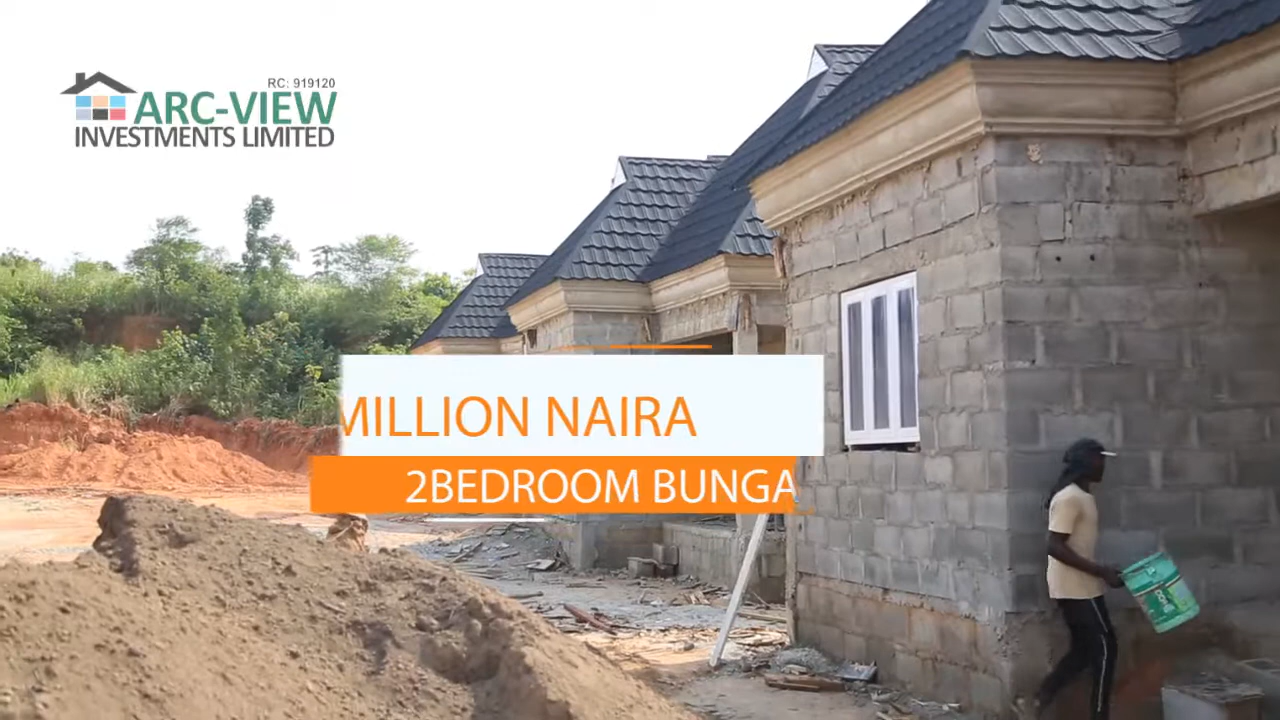 RC: 919120
ARC-VIEW
INVESTMENTS LIMITED
MILLION NAIRA
2BEDROOM BUNGA